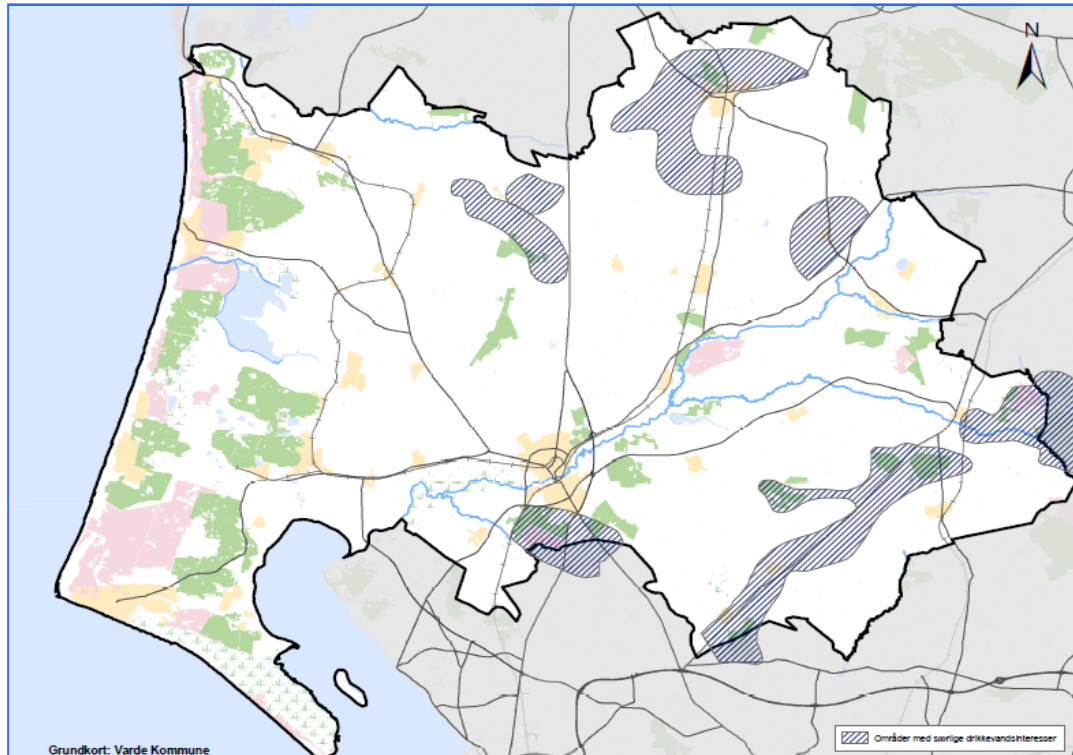 N
Områder med særlige drikkevandsinteresser
Grundkort: Varde Kommune